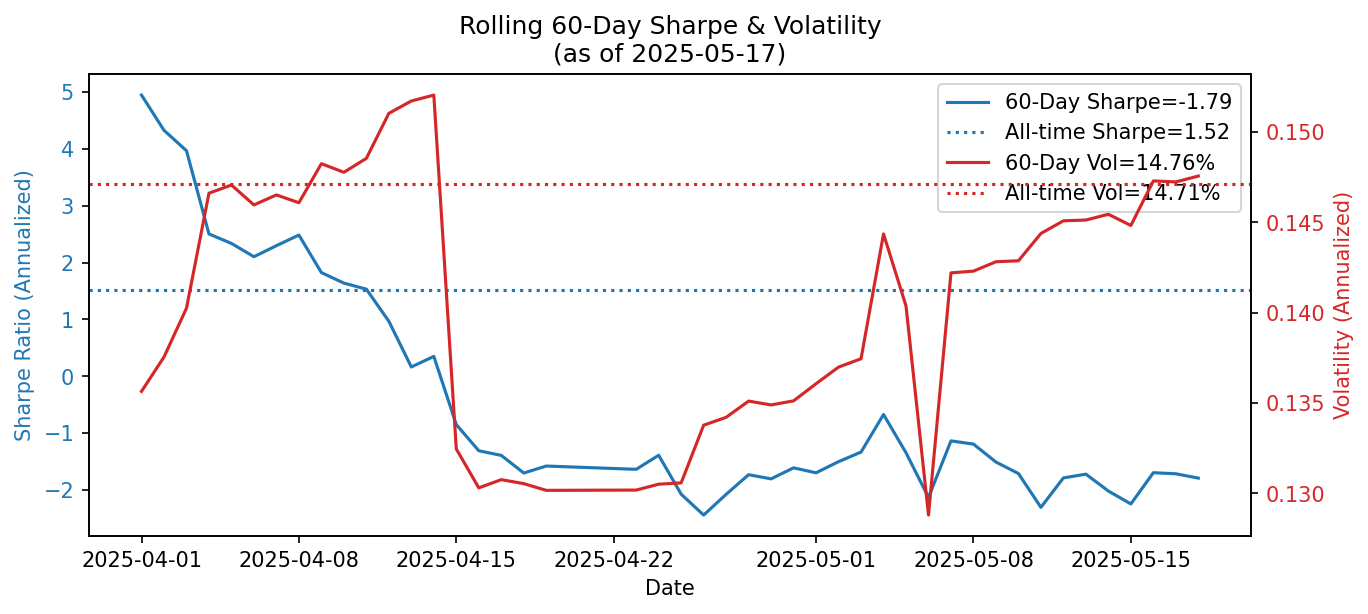 Rolling 60-Day Sharpe & Volatility
(as of 2025-05-17)
60-Day Sharpe=-1.79
All-time Sharpe=1.52
60-Day Vol=14.76%
All-time Vol=14.71%
Sharpe Ratio (Annualized)
5
4
3
2
1
0
−1
−2
0.150
0.145
0.140
0.135
0.130
Volatility (Annualized)
2025-04-01 2025-04-08 2025-04-15 2025-04-22 2025-05-01 2025-05-08 2025-05-15
Date